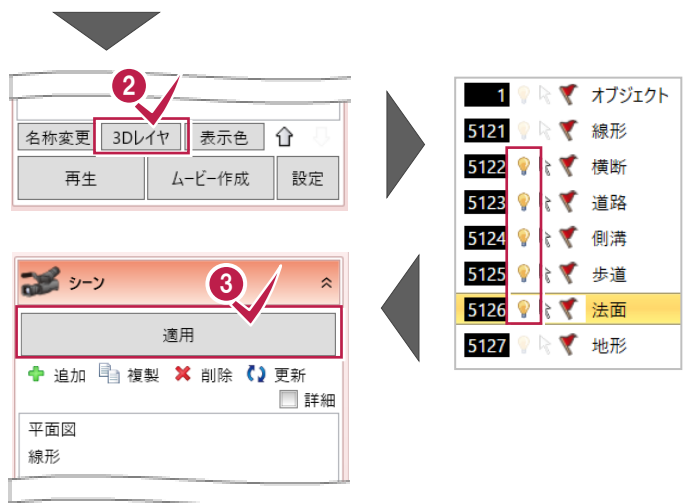 2
名称変更 3Dレイヤ 表示色
再生 ムービー作成 設定
1 オブジェクト
5121 線形
5122 横断
5123 道路
5124 側溝
5125 歩道
5126 法面
5127 地形
シーン 3
適用
追加 複製 削除 更新
詳細
平面図
線形